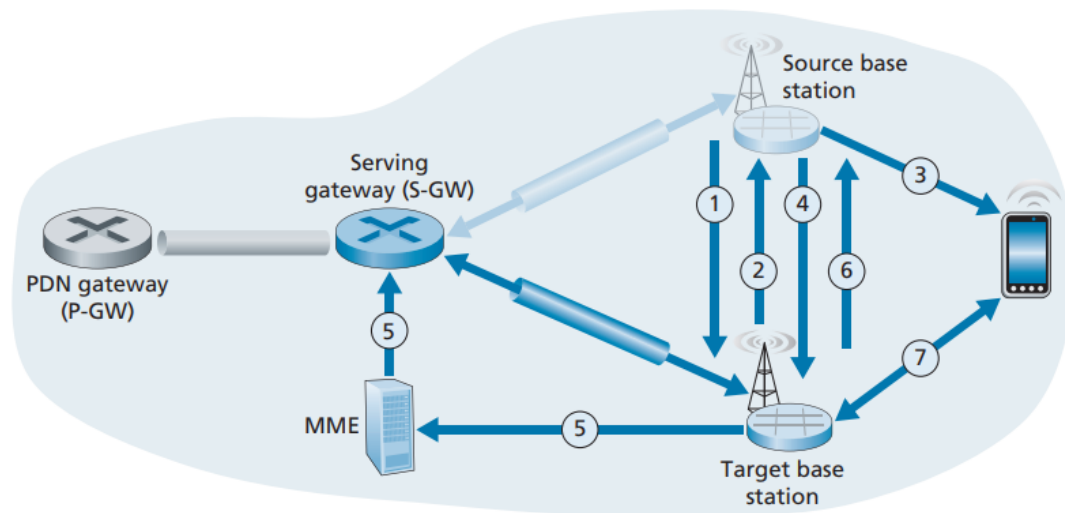 Source base
station
Serving
gateway (S-GW)
3
1
4
2
6
PDN gateway
(P-GW)
5
7
MME
5
Target base
station